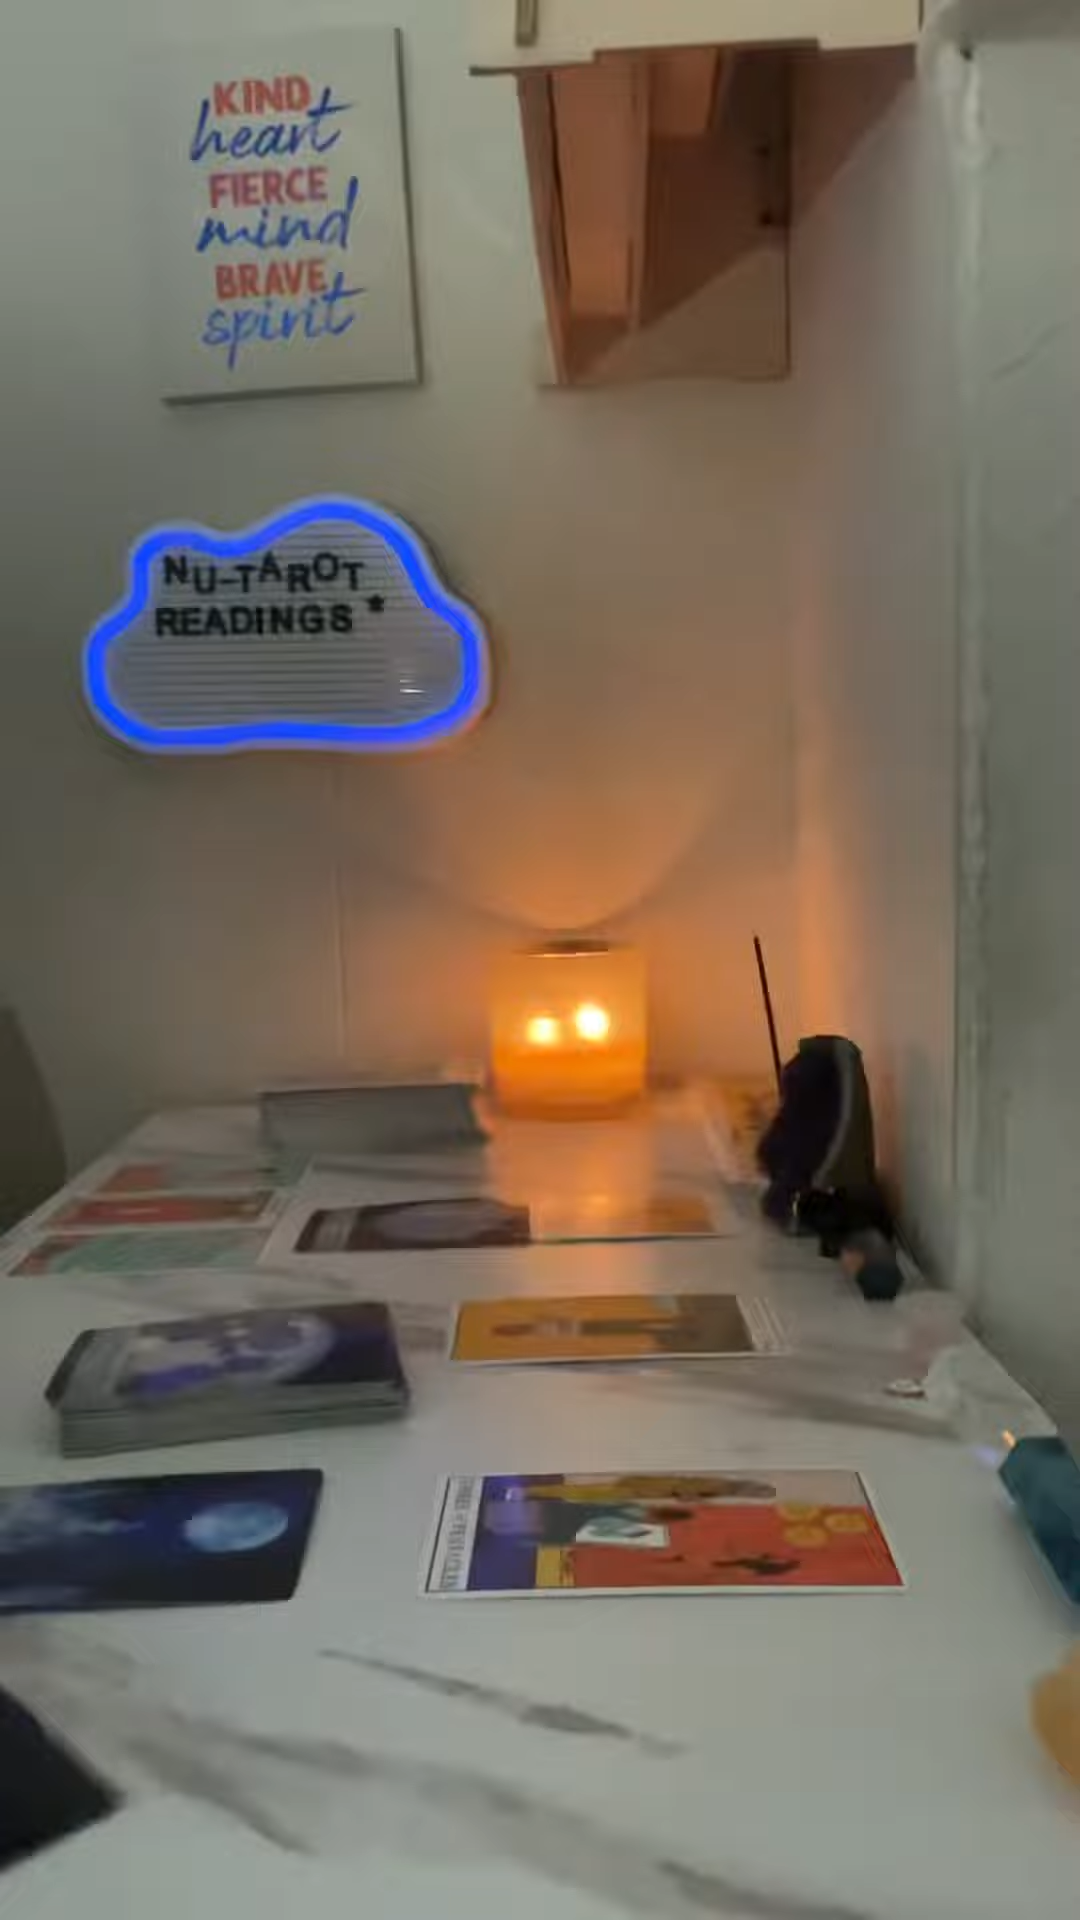 KIND
heart
FIERCE
mind
BRAVE
spirit
NU-TAROT
READINGS *